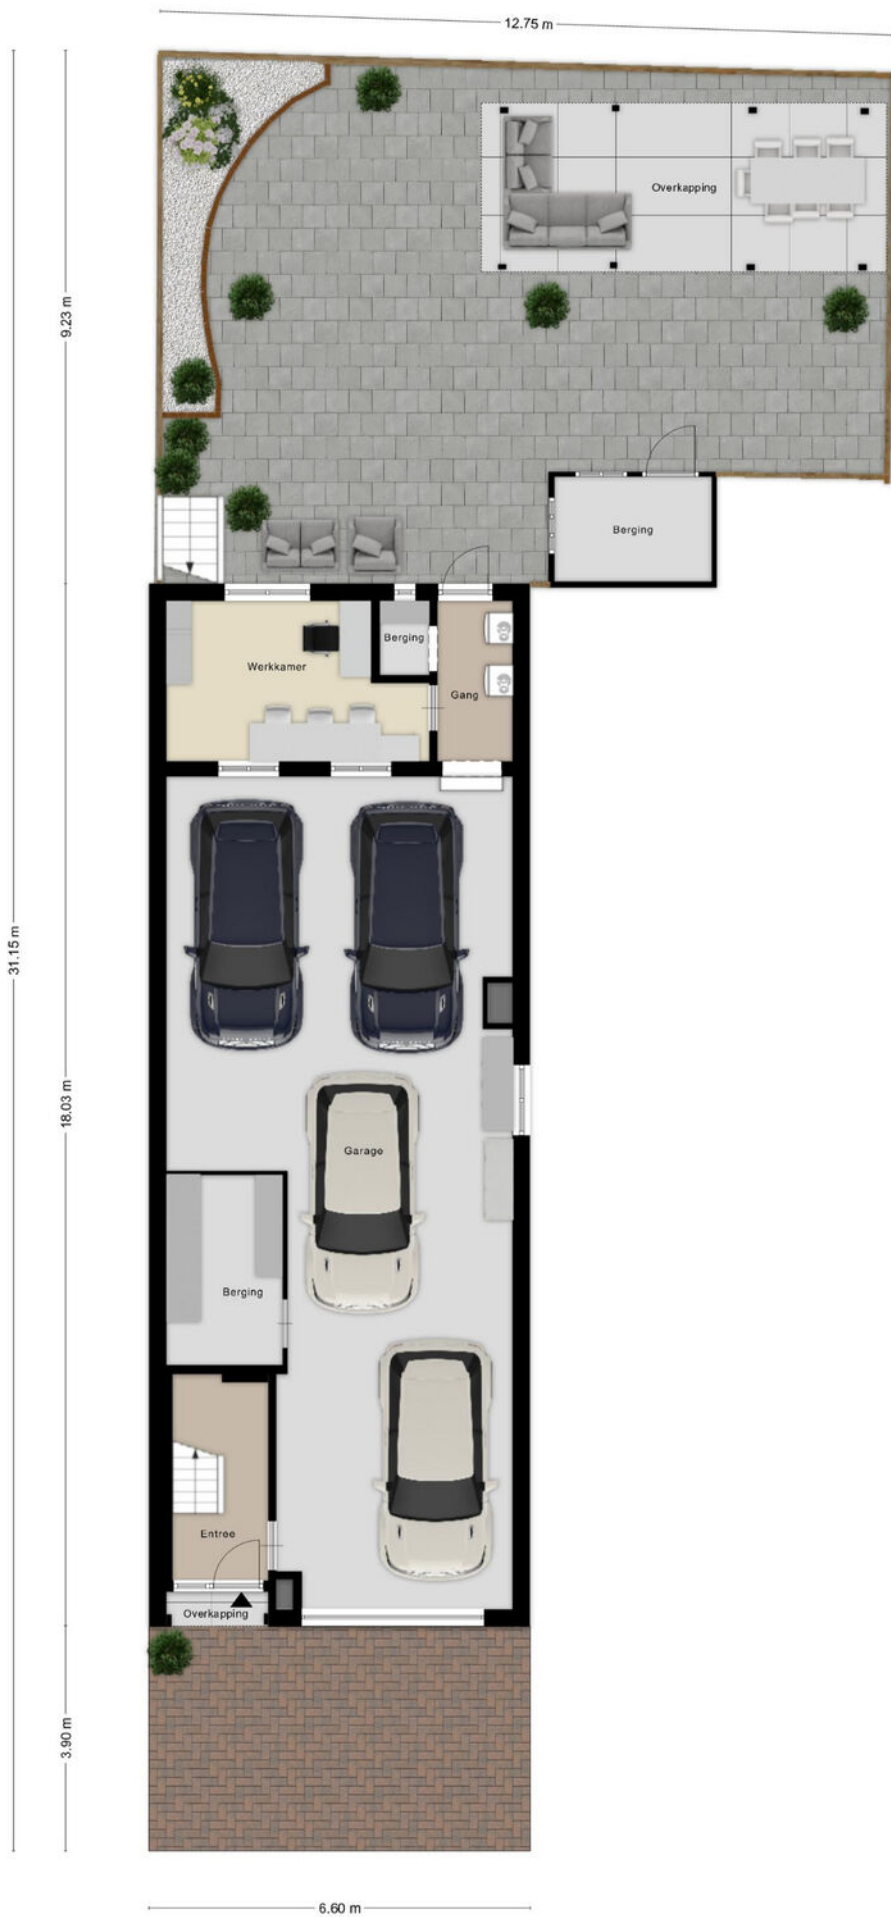 12.75 m
Overkapping
9.23 m
Berging
Berging
Werkkamer
Gang
31.15 m
18.03 m
Garage
Berging
Entree
Overkapping
3.90 m
6.60 m